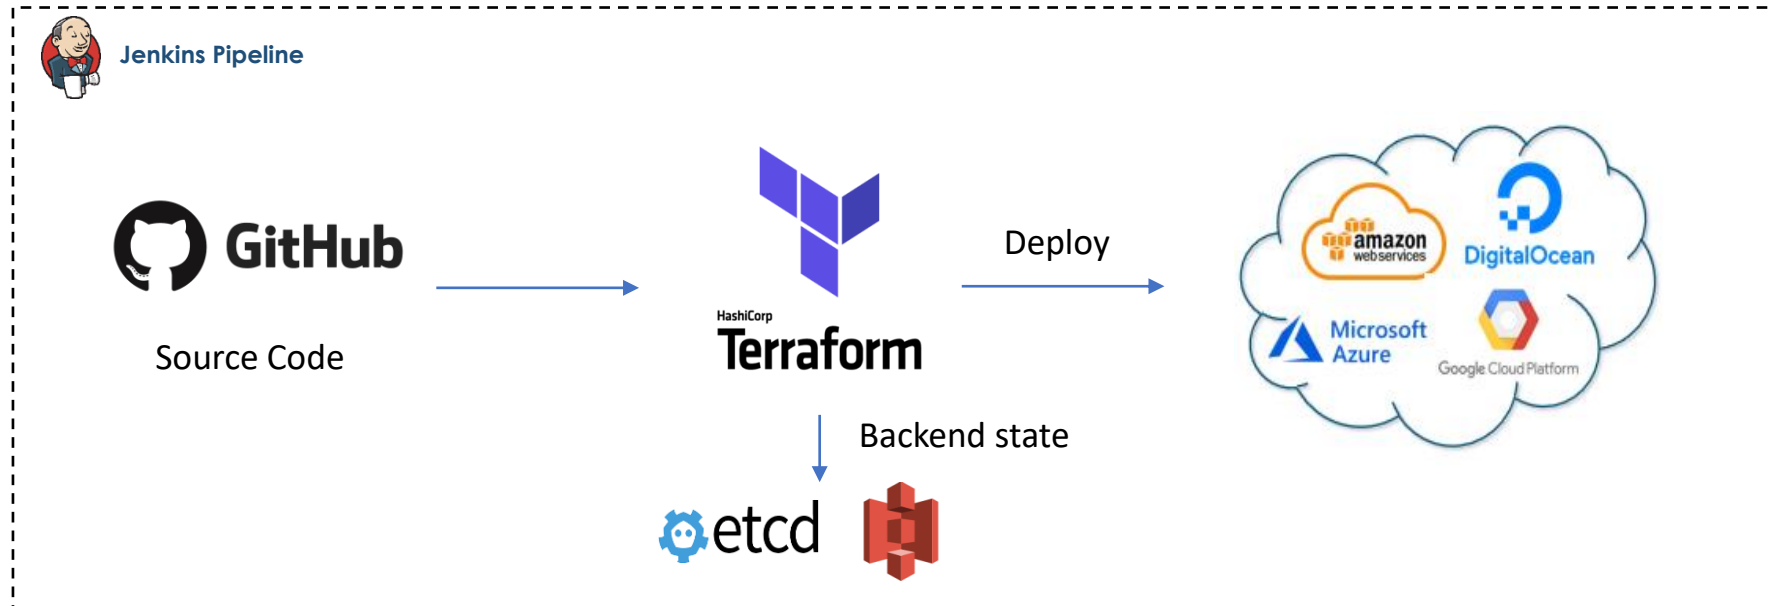 Jenkins Pipeline
GitHub
Source Code
HashiCorp
Terraform
Deploy
amazon
webservices
DigitalOcean
Microsoft
Azure
Google Cloud Platform
Backend state
etcd